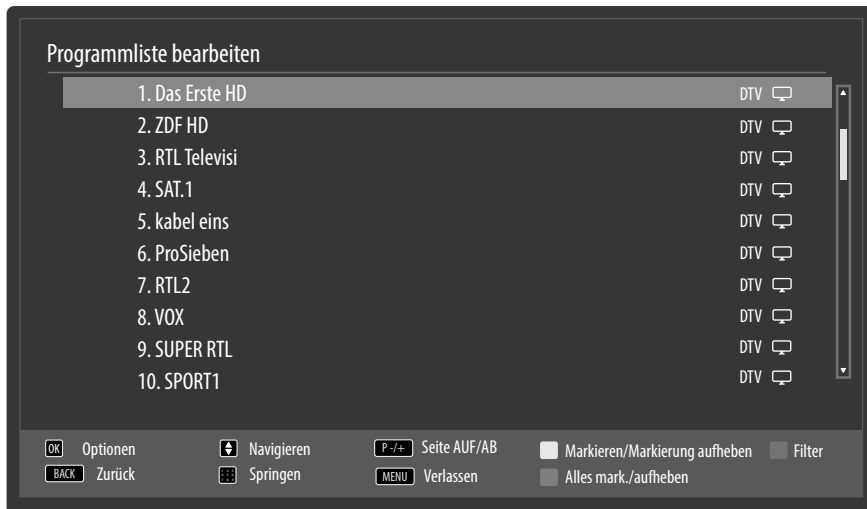 Programmliste bearbeiten
1. Das Erste HD DTV
2. ZDF HD DTV
3. RTL Televisi DTV
4. SAT.1 DTV
5. kabel eins DTV
6. ProSieben DTV
7. RTL2 DTV
8. VOX DTV
9. SUPER RTL DTV
10. SPORT1 DTV
OK Optionen Navigieren P -/+ Seite AUF/AB Markieren/Markierung aufheben Filter
BACK Zurück Springen MENU Verlassen Alles mark./aufheben